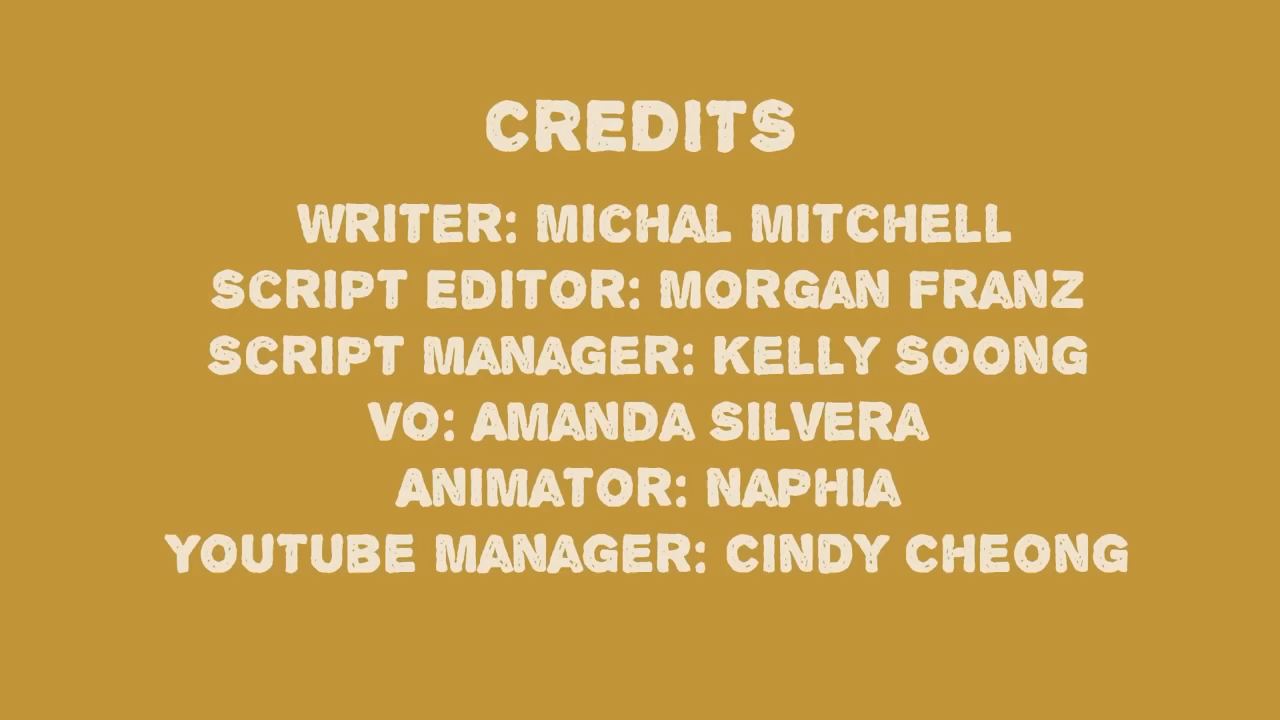 CREDITS
WRITER: MICHAL MITCHELL
SCRIPT EDITOR: MORGAN FRANZ
SCRIPT MANAGER: KELLY SOONG
VO: AMANDA SILVERA
ANIMATOR: NAPHIA
YOUTUBE MANAGER: CINDY CHEONG